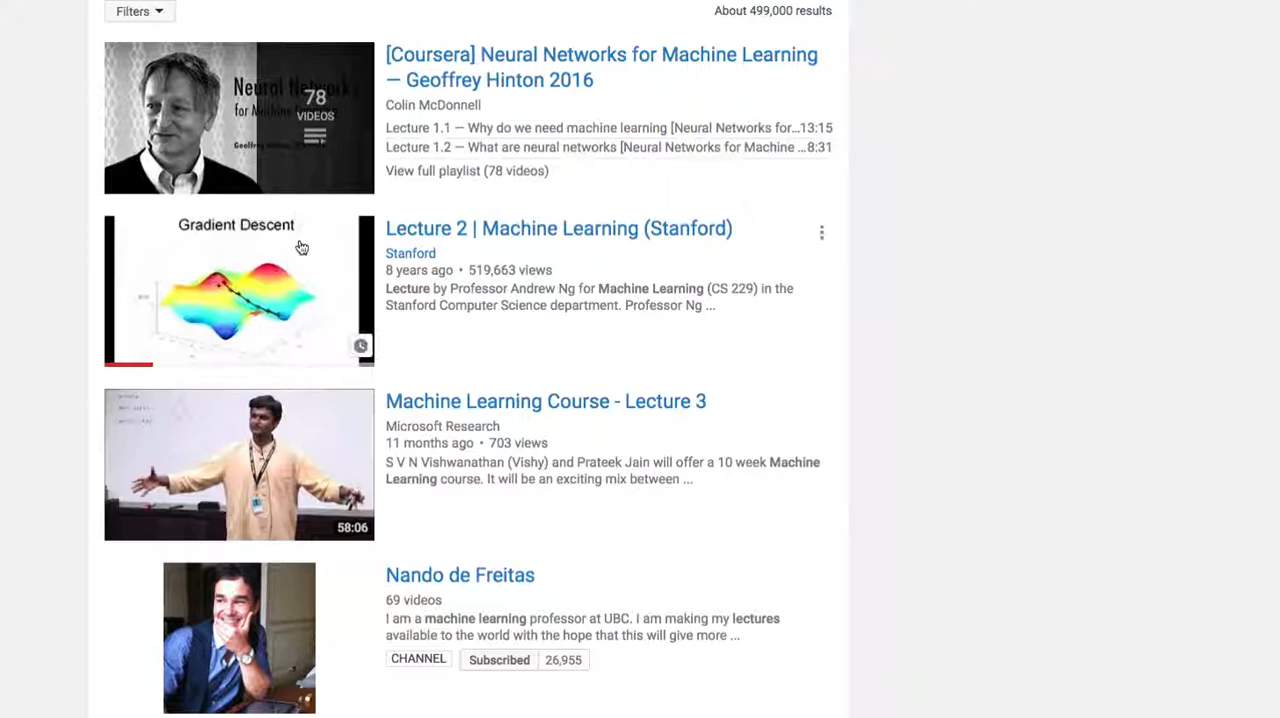 Filters
About 499,000 results
Neural Networks
for Machine Learning
78
VIDEOS
[Coursera] Neural Networks for Machine Learning
— Geoffrey Hinton 2016
Colin McDonnell
Lecture 1.1 — Why do we need machine learning [Neural Networks for...13:15
Lecture 1.2 — What are neural networks [Neural Networks for Machine ...8:31
View full playlist (78 videos)
Gradient Descent
Lecture 2 | Machine Learning (Stanford)
Stanford
8 years ago • 519,663 views
Lecture by Professor Andrew Ng for Machine Learning (CS 229) in the
Stanford Computer Science department. Professor Ng ...
58:06
Machine Learning Course - Lecture 3
Microsoft Research
11 months ago • 703 views
S V N Vishwanathan (Vishy) and Prateek Jain will offer a 10 week Machine
Learning course. It will be an exciting mix between ...
Nando de Freitas
69 videos
I am a machine learning professor at UBC. I am making my lectures
available to the world with the hope that this will give more ...
CHANNEL
Subscribed 26,955